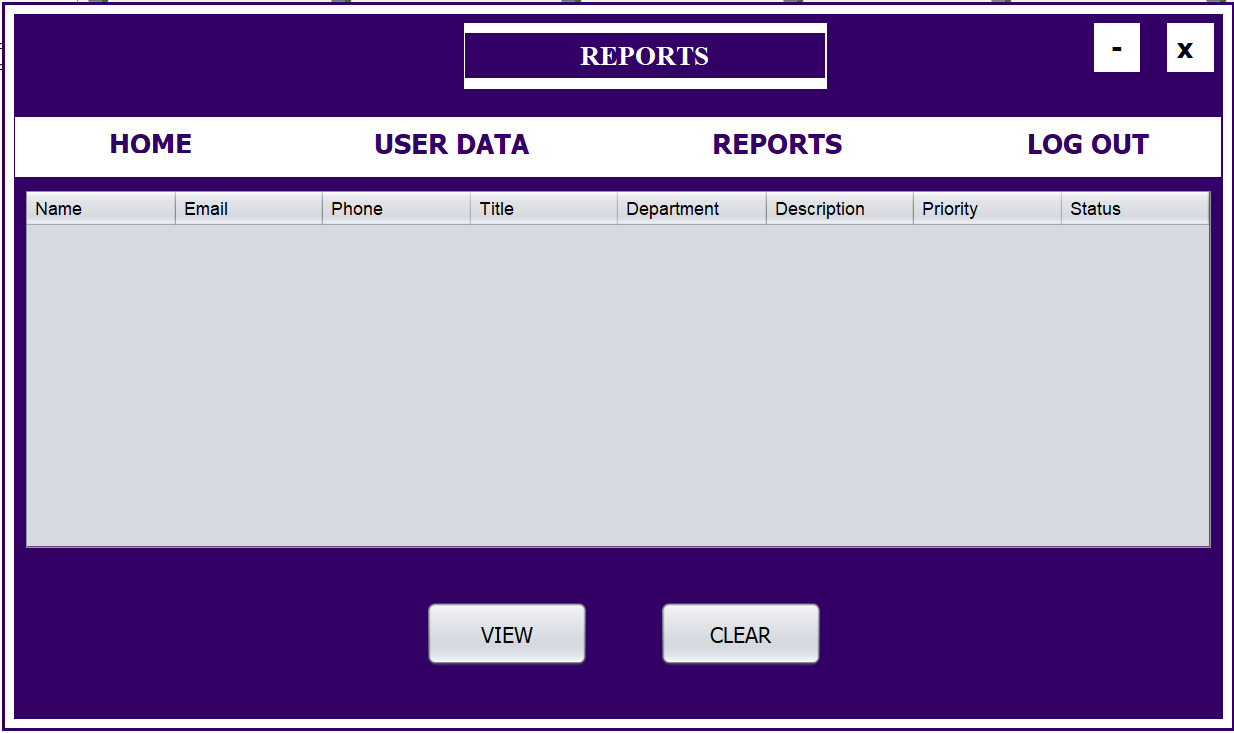 REPORTS
-
x
HOME USER DATA REPORTS LOG OUT
Name Email Phone Title Department Description Priority Status
VIEW CLEAR